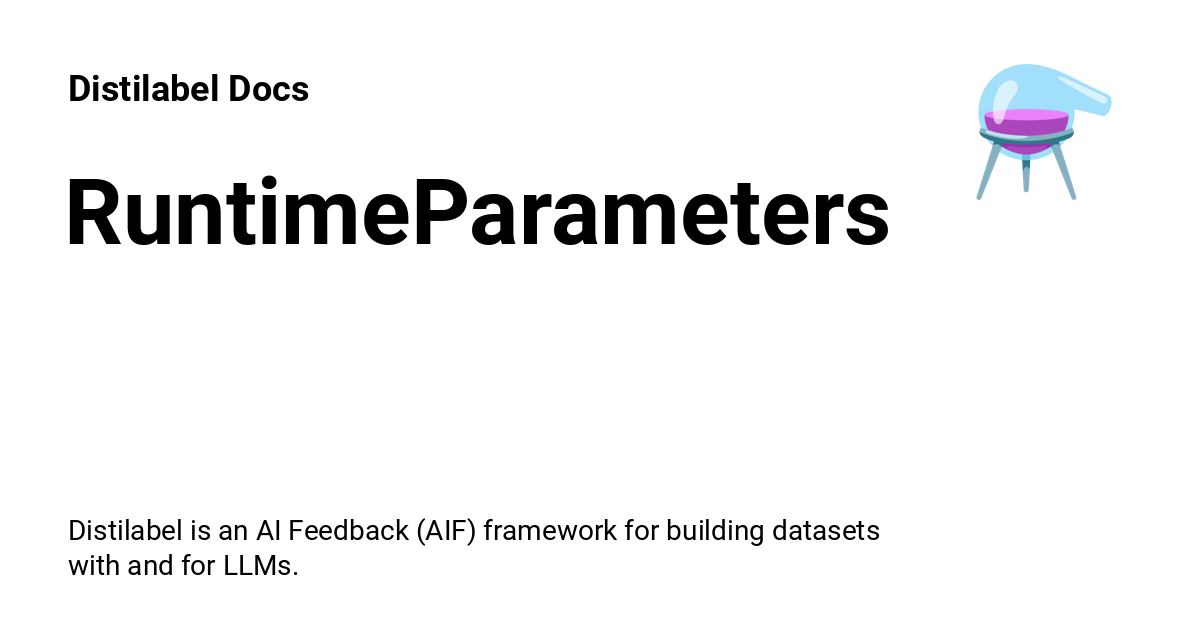 Distilabel Docs
RuntimeParameters
Distilabel is an AI Feedback (AIF) framework for building datasets
with and for LLMs.